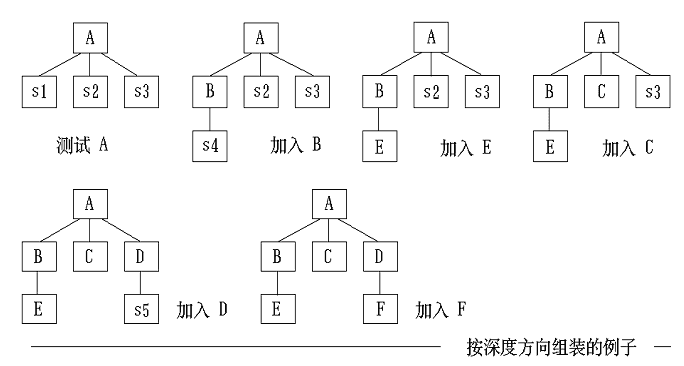 A A A A
s1 s2 s3 B s2 s3 B s2 s3 B C s3
测试 A s4 加入 B E 加入 E E 加入 C
A A
B C D B C D
E s5 加入 D E F 加入 F
按深度方向组装的例子